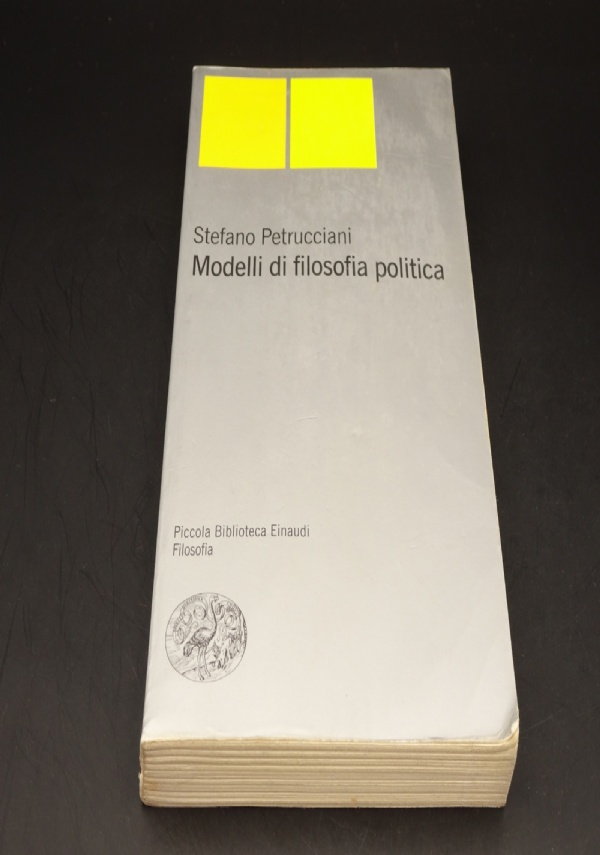 Stefano Petrucciani
Modelli di filosofia politica
Piccola Biblioteca Einaudi
Filosofia